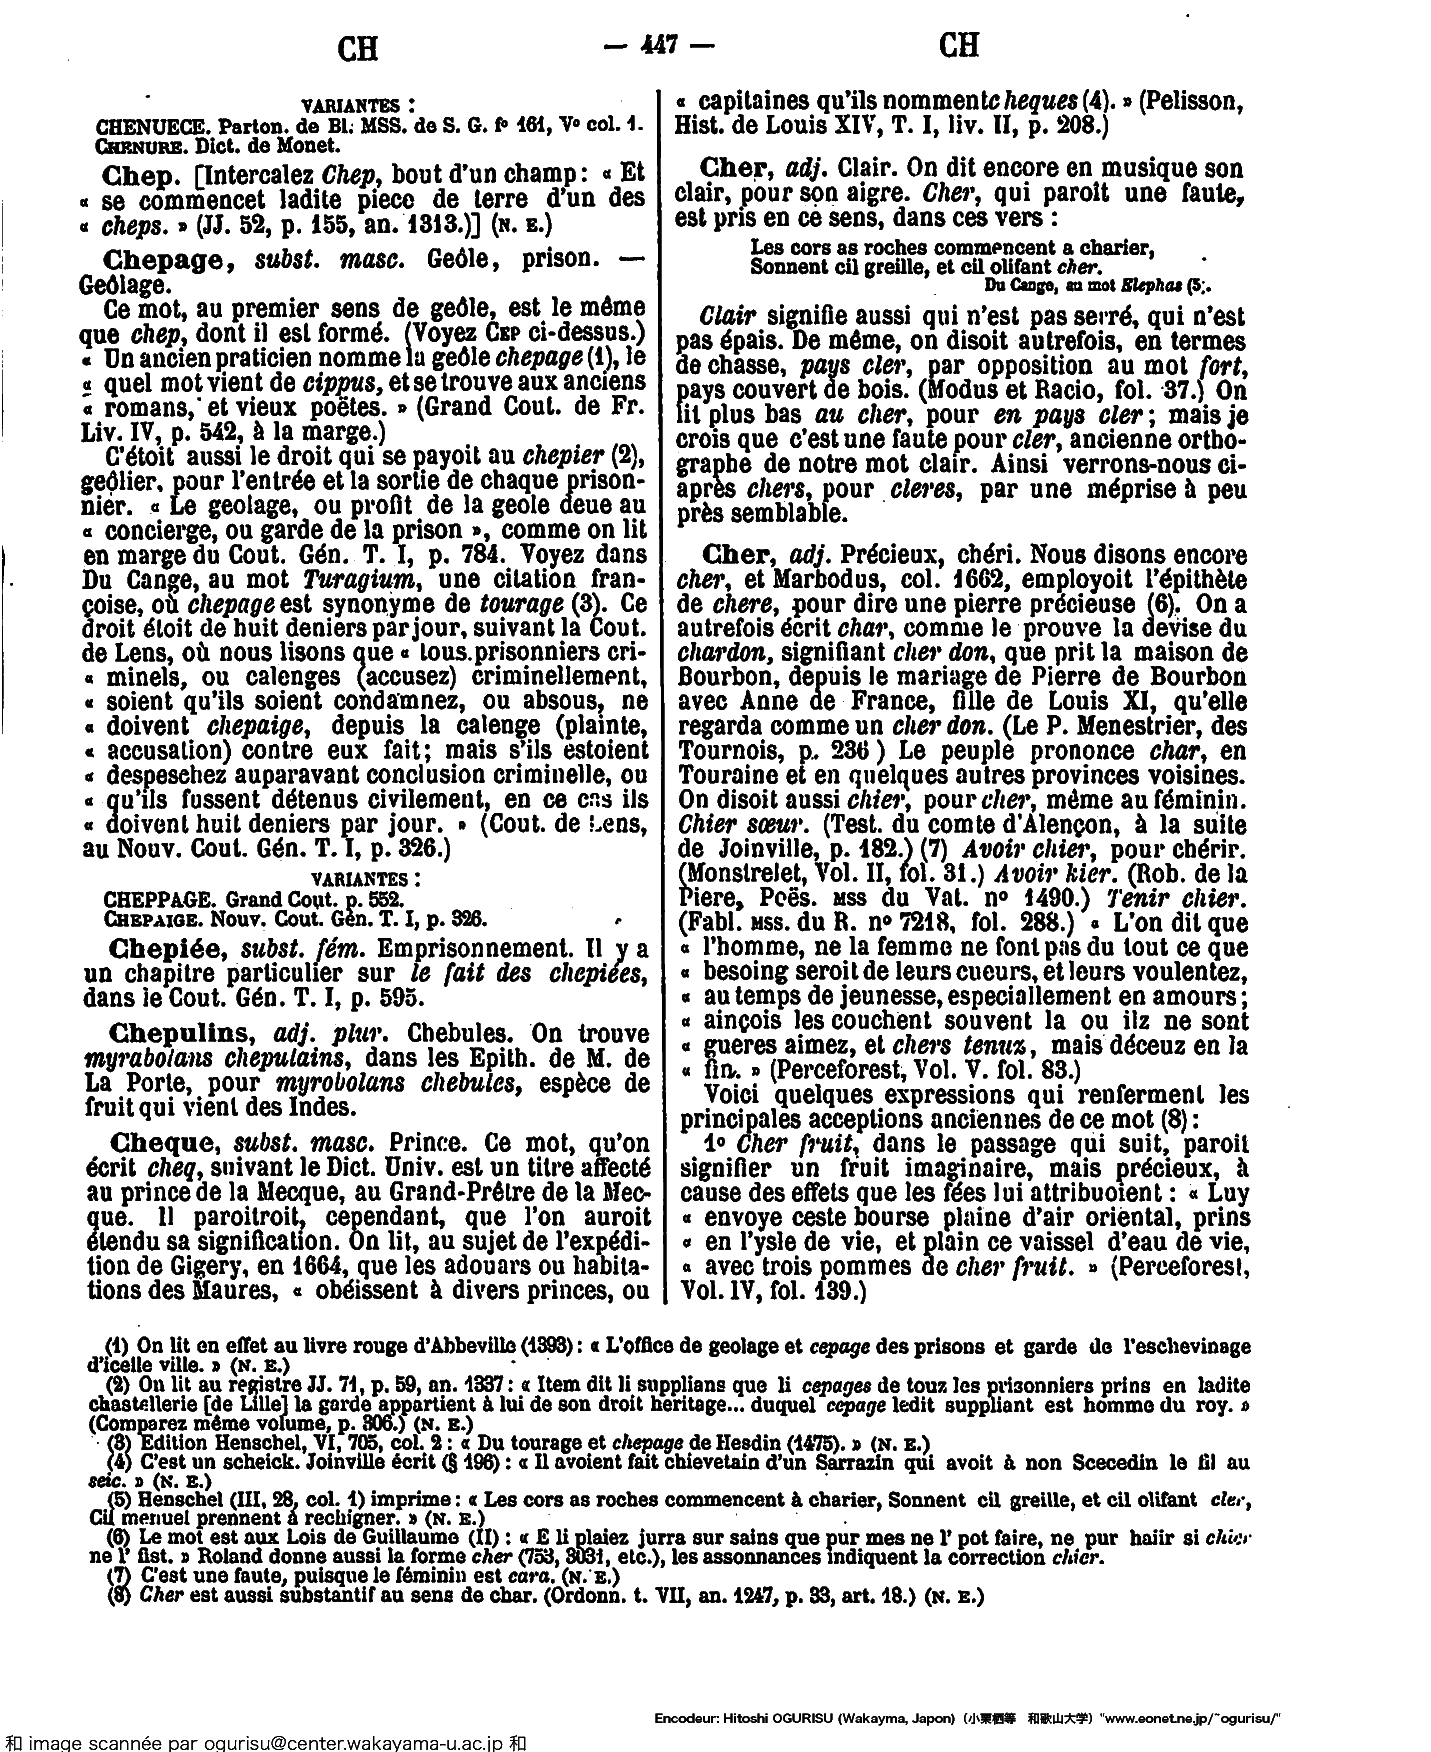 CH — 447 — CH
VARIANTES :
CHENUECE. Parton. de Bl. MSS. de S. G. fº 161, Vº col. 1.
CHENURE. Dict. de Monet.
Chep. [Intercalez Chep, bout d'un champ : « Et
« se commencet ladite piece de terre d'un des
« cheps. » (JJ. 52, p. 155, an. 1313.)] (N. E.)
Chepage, subst. masc. Geôle, prison. —
Geôlage.
Ce mot, au premier sens de geôle, est le même
que chep, dont il est formé. (Voyez CEP ci-dessus.)
« Un ancien praticien nomme la geôle chepage (1), le
« quel mot vient de cippus, et se trouve aux anciens
« romans, et vieux poëtes. » (Grand Cout. de Fr.
Liv. IV, p. 542, à la marge.)
C'étoit aussi le droit qui se payoit au chepier (2),
geôlier, pour l'entrée et la sortie de chaque prison-
nier. « Le geolage, ou profit de la geole deue au
« concierge, ou garde de la prison », comme on lit
en marge du Cout. Gén. T. I, p. 784. Voyez dans
Du Cange, au mot Turagium, une citation fran-
çoise, où chepage est synonyme de tourage (3). Ce
droit étoit de huit deniers par jour, suivant la Cout.
de Lens, où nous lisons que « tous prisonniers cri-
« minels, ou calenges (accusez) criminellement,
« soient qu'ils soient condamnez, ou absous, ne
« doivent chepaige, depuis la calenge (plainte,
« accusation) contre eux fait ; mais s'ils estoient
« despeschez auparavant conclusion criminelle, ou
« qu'ils fussent détenus civilement, en ce cas ils
« doivent huit deniers par jour. » (Cout. de Lens,
au Nouv. Cout. Gén. T. I, p. 326.)
VARIANTES :
CHEPPAGE. Grand Cout. p. 552.
CHEPAIGE. Nouv. Cout. Gén. T. I, p. 326.
Chepiée, subst. fém. Emprisonnement. Il y a
un chapitre particulier sur le fait des chepiées,
dans le Cout. Gén. T. I, p. 595.
Chepulins, adj. plur. Chebules. On trouve
myrabolans chepulains, dans les Epith. de M. de
La Porte, pour myrobolans chebules, espèce de
fruit qui vient des Indes.
Cheque, subst. masc. Prince. Ce mot, qu'on
écrit cheq, suivant le Dict. Univ. est un titre affecté
au prince de la Mecque, au Grand-Prêtre de la Mec-
que. Il paroitroit, cependant, que l'on auroit
étendu sa signification. On lit, au sujet de l'expédi-
tion de Gigery, en 1664, que les adouars ou habita-
tions des Maures, « obéissent à divers princes, ou
« capitaines qu'ils nomment cheques (4). » (Pelisson,
Hist. de Louis XIV, T. I, liv. II, p. 208.)
Cher, adj. Clair. On dit encore en musique son
clair, pour son aigre. Cher, qui paroit une faute,
est pris en ce sens, dans ces vers :
Les cors as roches commencent a charier,
Sonnent cil greille, et cil olifant cher.
Du Cange, au mot Elephas (5).
Clair signifie aussi qui n'est pas serré, qui n'est
pas épais. De même, on disoit autrefois, en termes
de chasse, pays cler, par opposition au mot fort,
pays couvert de bois. (Modus et Racio, fol. 37.) On
lit plus bas au cher, pour en pays cler ; mais je
crois que c'est une faute pour cler, ancienne ortho-
graphe de notre mot clair. Ainsi verrons-nous ci-
après chers, pour cleres, par une méprise à peu
près semblable.
Cher, adj. Précieux, chéri. Nous disons encore
cher, et Marbodus, col. 1662, employoit l'épithète
de chere, pour dire une pierre précieuse (6). On a
autrefois écrit char, comme le prouve la devise du
chardon, signifiant cher don, que prit la maison de
Bourbon, depuis le mariage de Pierre de Bourbon
avec Anne de France, fille de Louis XI, qu'elle
regarda comme un cher don. (Le P. Menestrier, des
Tournois, p. 236 ) Le peuple prononce char, en
Touraine et en quelques autres provinces voisines.
On disoit aussi chier, pour cher, même au féminin.
Chier sœur. (Test. du comte d'Alençon, à la suite
de Joinville, p. 182.) (7) Avoir chier, pour chérir.
(Monstrelet, Vol. II, fol. 31.) Avoir kier. (Rob. de la
Piere, Poës. MSS du Vat. nº 1490.) Tenir chier.
(Fabl. MSS. du R. nº 7218, fol. 288.) « L'on dit que
« l'homme, ne la femme ne font pas du tout ce que
« besoing seroit de leurs cueurs, et leurs voulentez,
« au temps de jeunesse, especiallement en amours ;
« ainçois les couchent souvent la ou ilz ne sont
« gueres aimez, et chers tenuz, mais déceuz en la
« fin. » (Perceforest, Vol. V. fol. 83.)
Voici quelques expressions qui renferment les
principales acceptions anciennes de ce mot (8) :
1º Cher fruit, dans le passage qui suit, paroit
signifier un fruit imaginaire, mais précieux, à
cause des effets que les fées lui attribuoient : « Luy
« envoye ceste bourse plaine d'air oriental, prins
« en l'ysle de vie, et plain ce vaissel d'eau de vie,
« avec trois pommes de cher fruit. » (Perceforest,
Vol. IV, fol. 139.)
(1) On lit en effet au livre rouge d'Abbeville (1393) : « L'office de geolage et cepage des prisons et garde de l'eschevinage
d'icelle ville. » (N. E.)
(2) On lit au registre JJ. 71, p. 59, an. 1337 : « Item dit li supplians que li cepages de touz les prisonniers prins en ladite
chastellerie [de Lille] la garde appartient à lui de son droit heritage... duquel cepage ledit suppliant est homme du roy. »
(Comparez même volume, p. 306.) (N. E.)
(3) Edition Henschel, VI, 705, col. 2 : « Du tourage et chepage de Hesdin (1475). » (N. E.)
(4) C'est un scheick. Joinville écrit (§ 196) : « Il avoient fait chievetain d'un Sarrazin qui avoit à non Scecedin le fil au
seic. » (N. E.)
(5) Henschel (III, 28, col. 1) imprime : « Les cors as roches commencent à charier, Sonnent cil greille, et cil olifant cler,
Cil menuel prennent à rechigner. » (N. E.)
(6) Le mot est aux Lois de Guillaume (II) : « E li plaiez jurra sur sains que pur mes ne l' pot faire, ne pur haiir si chier
ne l' fist. » Roland donne aussi la forme cher (753, 3031, etc.), les assonnances indiquent la correction chier.
(7) C'est une faute, puisque le féminin est cara. (N. E.)
(8) Cher est aussi substantif au sens de char. (Ordonn. t. VII, an. 1247, p. 33, art. 18.) (N. E.)
Encodeur: Hitoshi OGURISU (Wakayma, Japon) (小栗栖等 和歌山大学) "www.eonet.ne.jp/~ogurisu/"
和 image scannée par ogurisu@center.wakayama-u.ac.jp 和